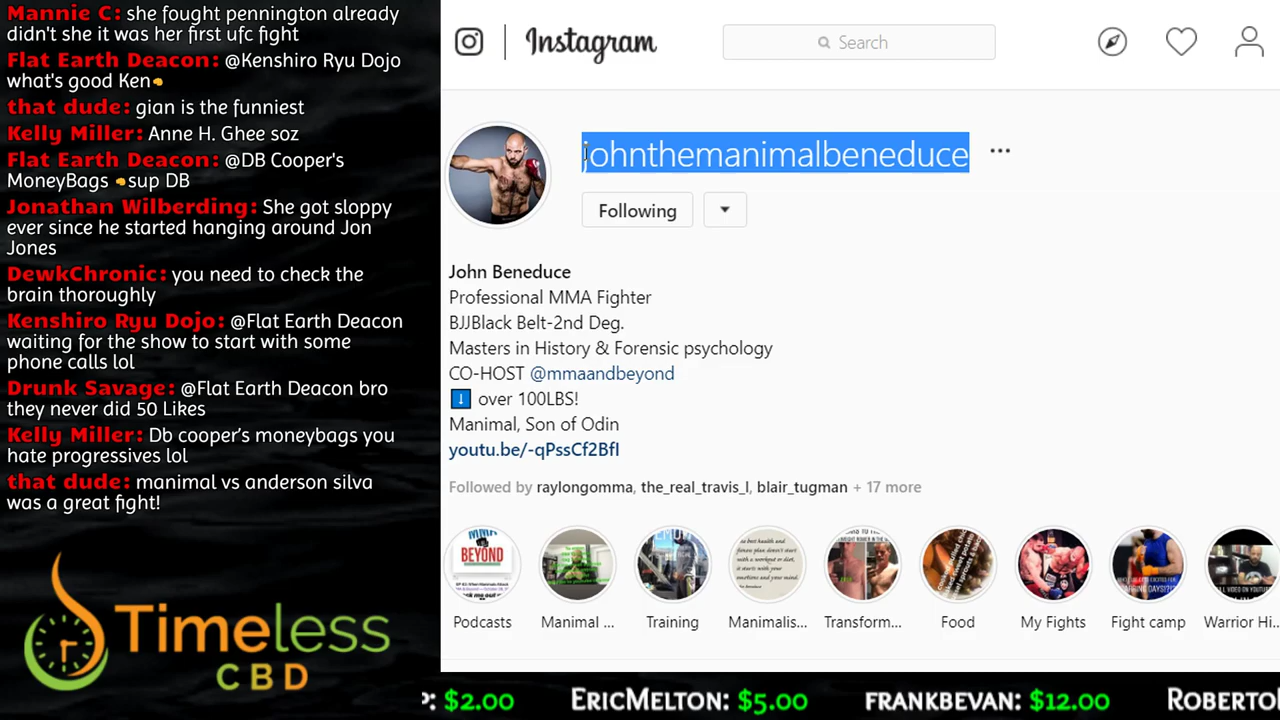 Mannie C: she fought pennington already
didn't she it was her first ufc fight
Flat Earth Deacon: @Kenshiro Ryu Dojo
what's good Ken
that dude: gian is the funniest
Kelly Miller: Anne H. Ghee soz
Flat Earth Deacon: @DB Cooper's
MoneyBags sup DB
Jonathan Wilberding: She got sloppy
ever since he started hanging around Jon
Jones
DewkChronic: you need to check the
brain thoroughly
Kenshiro Ryu Dojo: @Flat Earth Deacon
waiting for the show to start with some
phone calls lol
Drunk Savage: @Flat Earth Deacon bro
they never did 50 Likes
Kelly Miller: Db cooper's moneybags you
hate progressives lol
that dude: manimal vs anderson silva
was a great fight!
Timeless
CBD
Instagram
Search
johnthemanimalbeneduce
Following
John Beneduce
Professional MMA Fighter
BJJBlack Belt-2nd Deg.
Masters in History & Forensic psychology
CO-HOST @mmaandbeyond
over 100LBS!
Manimal, Son of Odin
youtu.be/-qPssCf2BfI
Followed by raylongomma, the_real_travis_l, blair_tugman + 17 more
BEYOND
Podcasts
Manimal ...
Training
Manimalis...
Transform...
Food
My Fights
Fight camp
Warrior Hi...
P: $2.00 EricMelton: $5.00 frankbevan: $12.00 Roberto